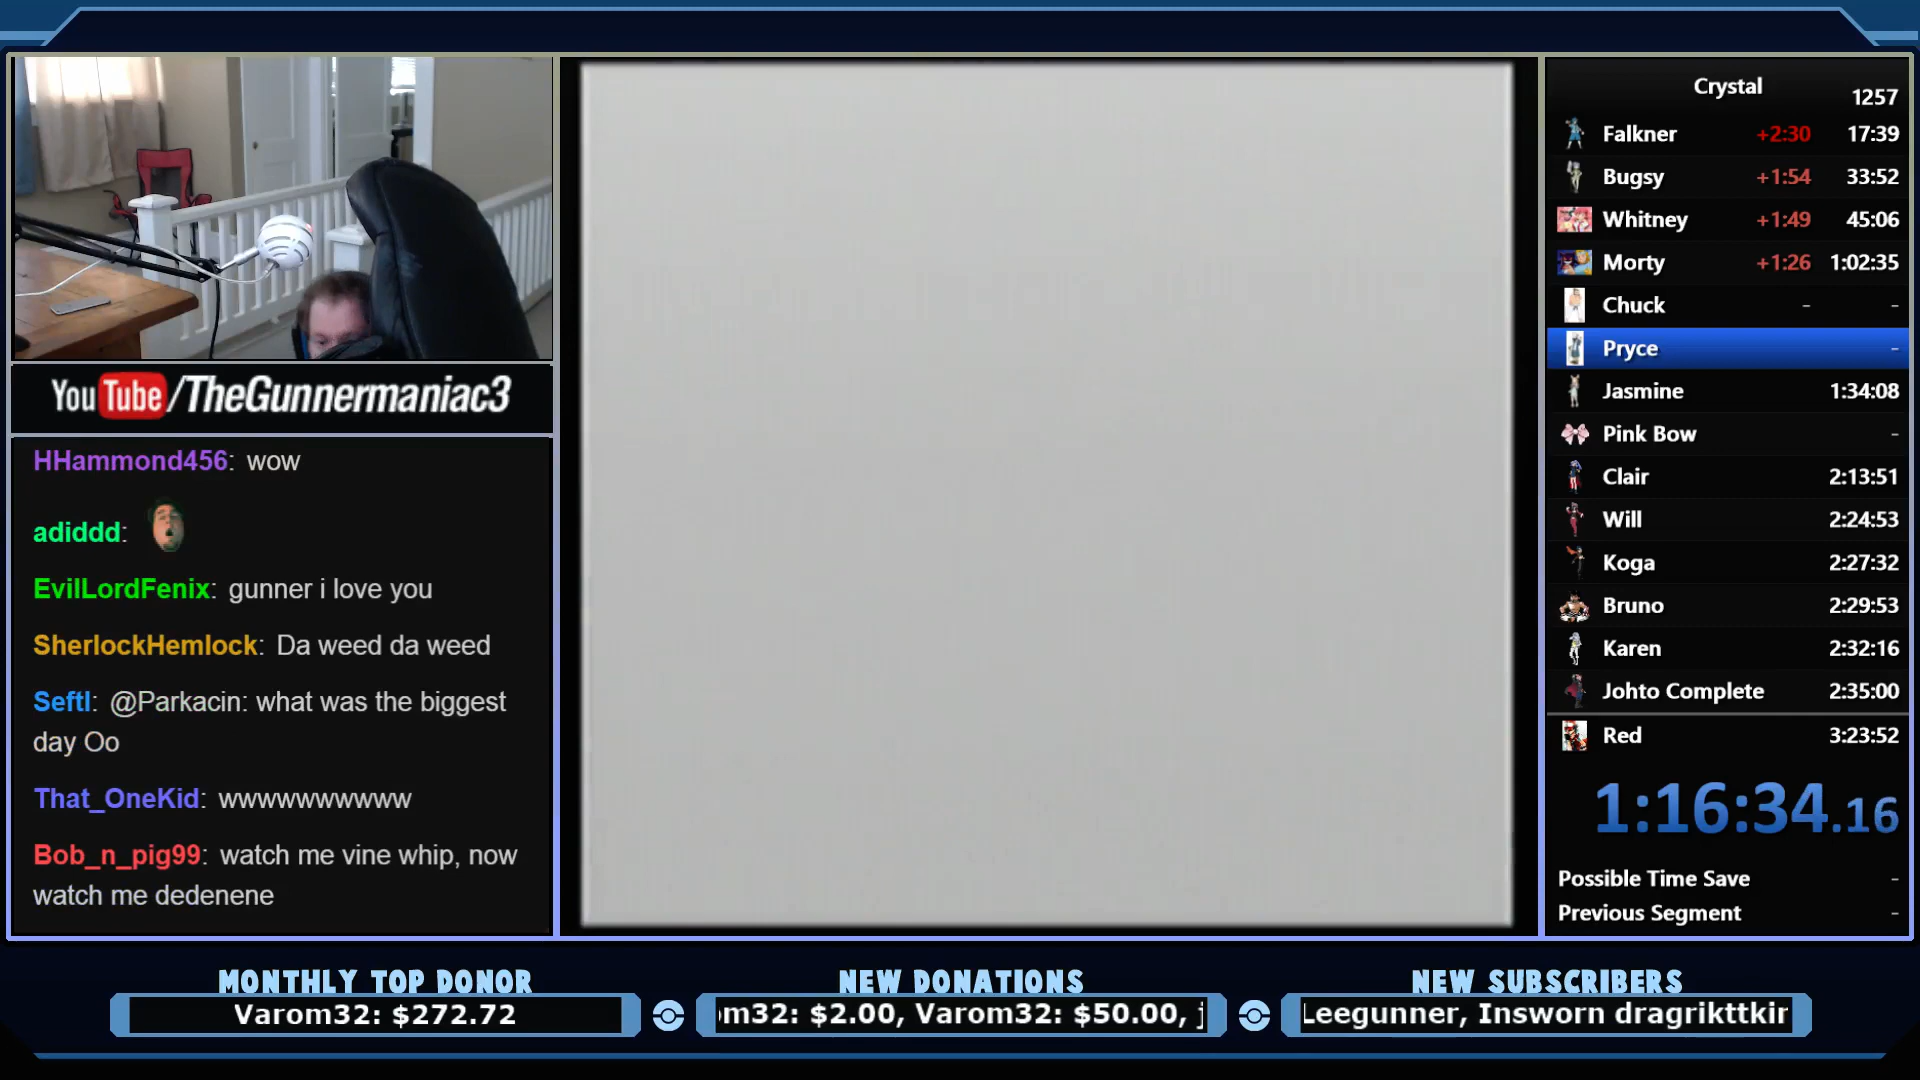 YouTube/TheGunnermaniac3
HHammond456: wow
adiddd:
EvilLordFenix: gunner i love you
SherlockHemlock: Da weed da weed
Seftl: @Parkacin: what was the biggest
day Oo
That_OneKid: wwwwwwwwww
Bob_n_pig99: watch me vine whip, now
watch me dedenene
Crystal
1257
Falkner +2:30 17:39
Bugsy +1:54 33:52
Whitney +1:49 45:06
Morty +1:26 1:02:35
Chuck - -
Pryce -
Jasmine 1:34:08
Pink Bow -
Clair 2:13:51
Will 2:24:53
Koga 2:27:32
Bruno 2:29:53
Karen 2:32:16
Johto Complete 2:35:00
Red 3:23:52
1:16:34.16
Possible Time Save -
Previous Segment -
MONTHLY TOP DONOR
Varom32: $272.72
NEW DONATIONS
om32: $2.00, Varom32: $50.00, j
NEW SUBSCRIBERS
Leegunner, Insworn dragrikttkir